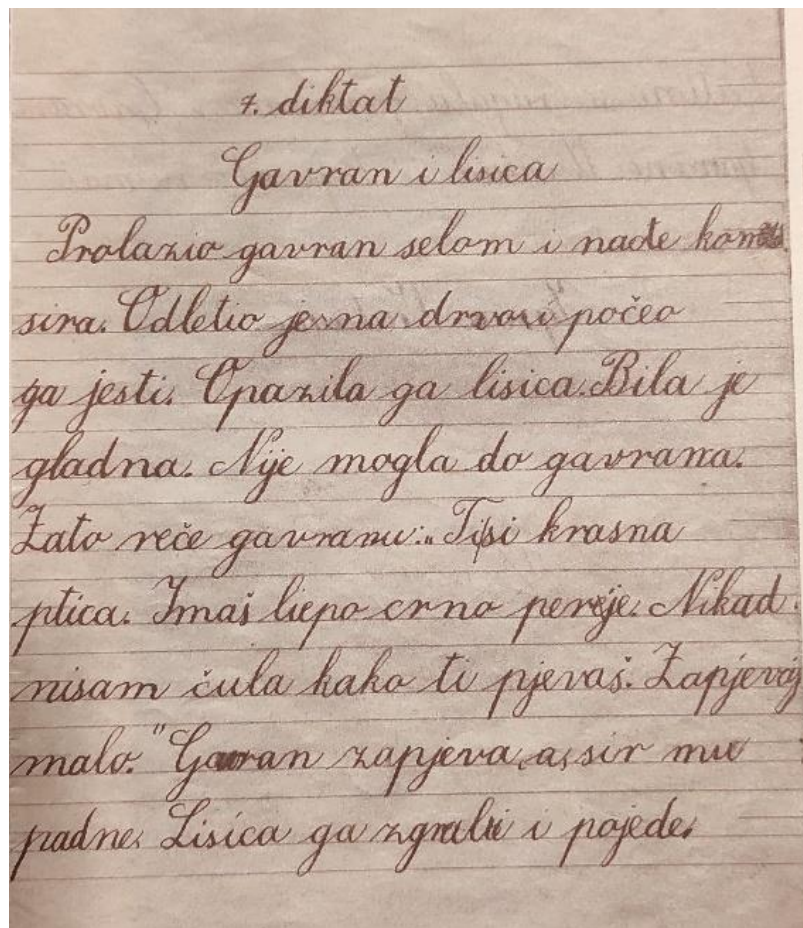 7. diktat
Gavran i lisica
Prolazio gavran selom i nađe kom
sira. Odletio je na drvo i počeo
ga jesti. Opazila ga lisica. Bila je
gladna. Nije mogla do gavrana.
Zato reče gavranu: „Ti si krasna
ptica. Imaš liepo crno perje. Nikad
nisam čula kako ti pjevaš. Zapjevaj
malo." Gavran zapjeva, a sir mu
padne. Lisica ga zgrabi i pojede.